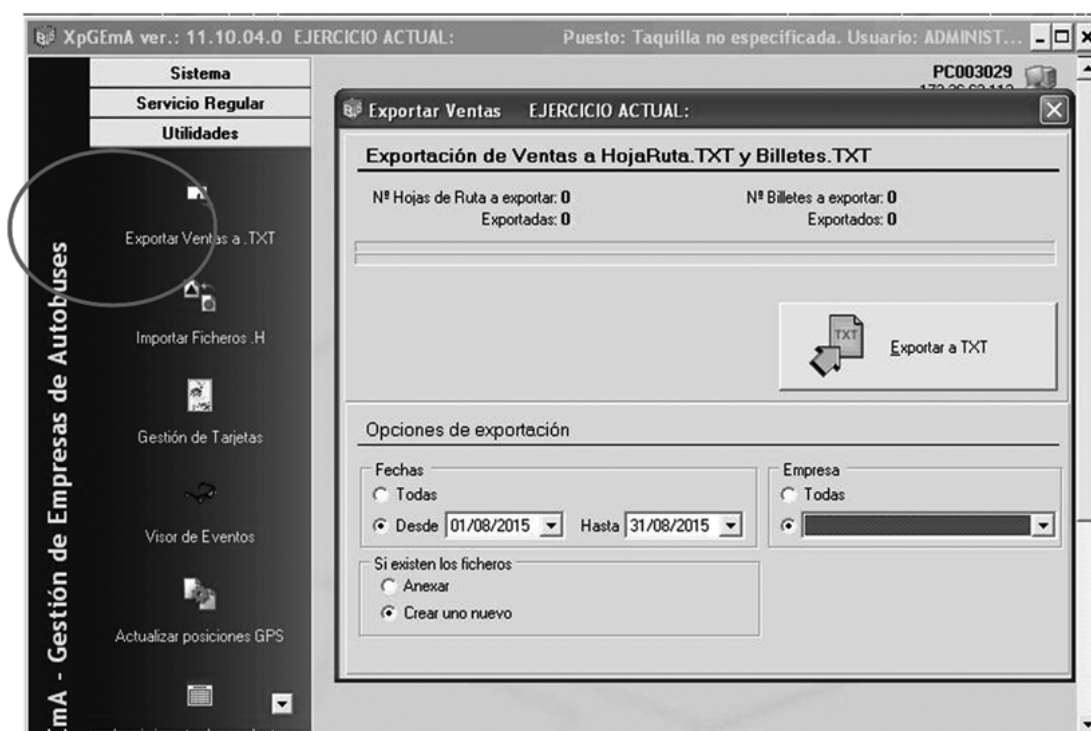 XpGEmA ver.: 11.10.04.0 EJERCICIO ACTUAL: Puesto: Taquilla no especificada. Usuario: ADMINIST...
Sistema
Servicio Regular
Utilidades
Exportar Ventas a .TXT
Importar Ficheros .H
Gestión de Tarjetas
Visor de Eventos
Actualizar posiciones GPS
EmA - Gestión de Empresas de Autobuses
PC003029
Exportar Ventas EJERCICIO ACTUAL:
Exportación de Ventas a HojaRuta.TXT y Billetes.TXT
Nº Hojas de Ruta a exportar: 0 Nº Billetes a exportar: 0
Exportadas: 0 Exportados: 0
TXT
Exportar a TXT
Opciones de exportación
Fechas
Todas
Desde 01/08/2015 Hasta 31/08/2015
Empresa
Todas
Si existen los ficheros
Anexar
Crear uno nuevo